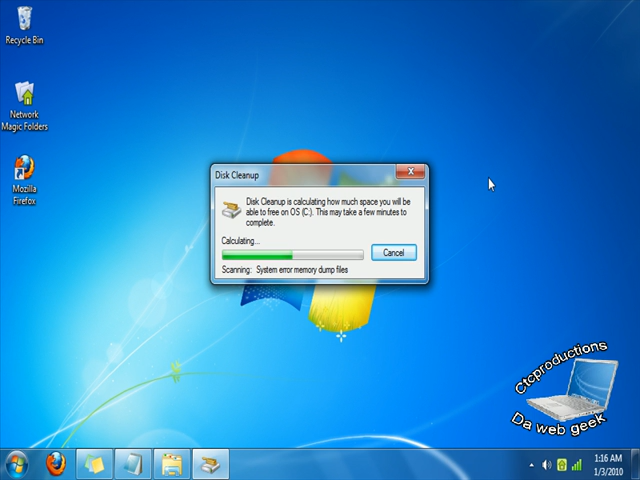 Recycle Bin
Network
Magic Folders
Mozilla
Firefox
Disk Cleanup
Disk Cleanup is calculating how much space you will be
able to free on OS (C:). This may take a few minutes to
complete.
Calculating...
Cancel
Scanning: System error memory dump files
Ctcproductions
Da web geek
1:16 AM
1/3/2010